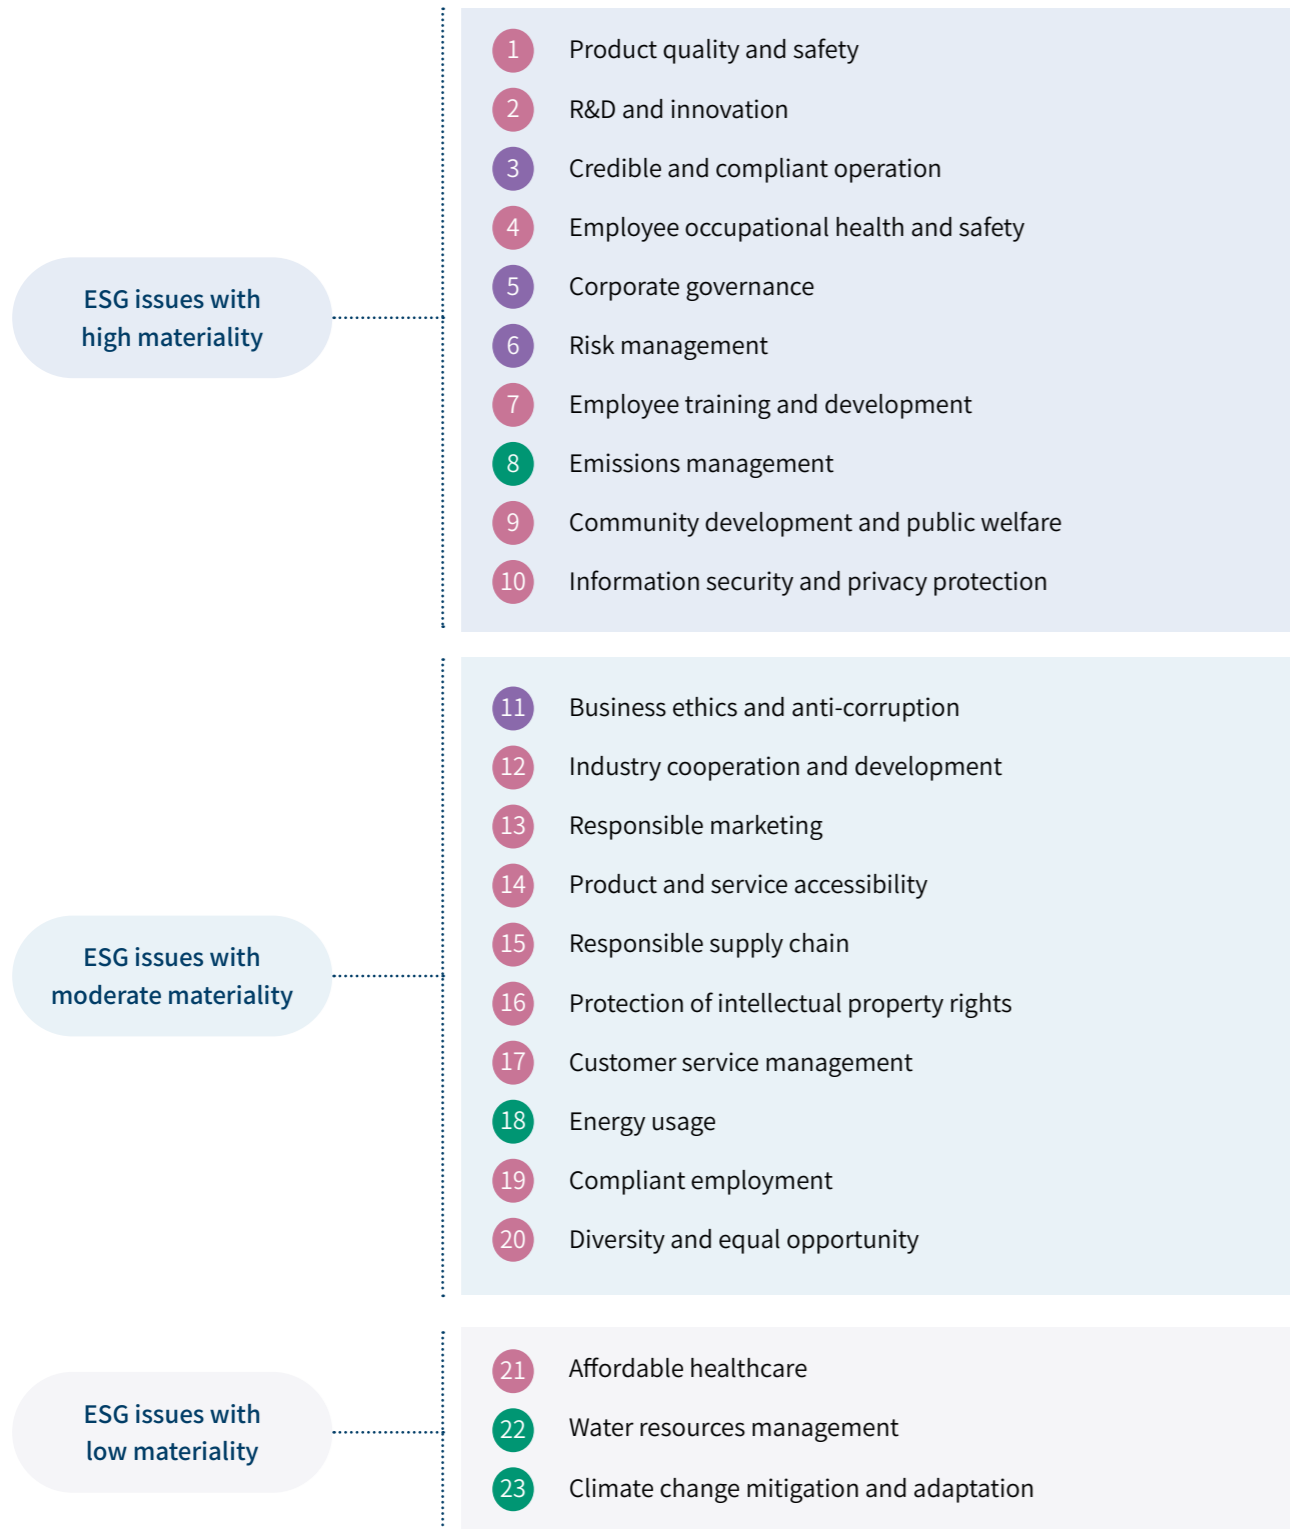 ESG issues with
high materiality
1 Product quality and safety
2 R&D and innovation
3 Credible and compliant operation
4 Employee occupational health and safety
5 Corporate governance
6 Risk management
7 Employee training and development
8 Emissions management
9 Community development and public welfare
10 Information security and privacy protection
ESG issues with
moderate materiality
11 Business ethics and anti-corruption
12 Industry cooperation and development
13 Responsible marketing
14 Product and service accessibility
15 Responsible supply chain
16 Protection of intellectual property rights
17 Customer service management
18 Energy usage
19 Compliant employment
20 Diversity and equal opportunity
ESG issues with
low materiality
21 Affordable healthcare
22 Water resources management
23 Climate change mitigation and adaptation